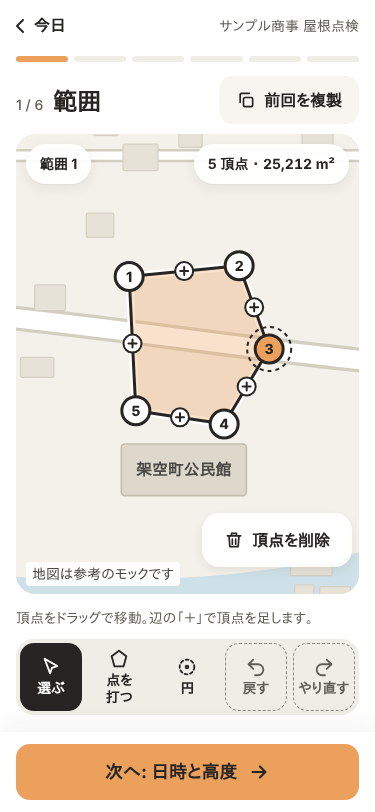 今日
サンプル商事 屋根点検
1 / 6 範囲
前回を複製
範囲 1
5 頂点・25,212 m²
1
2
3
5
4
架空町公民館
頂点を削除
地図は参考のモックです
頂点をドラッグで移動。辺の「＋」で頂点を足します。
選ぶ
点を
打つ
円
戻す
やり直す
次へ: 日時と高度